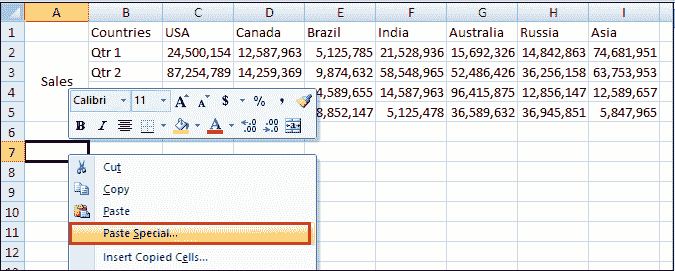 A B C D E F G H I
1 Countries USA Canada Brazil India Australia Russia Asia
2 Qtr 1 24,500,154 12,587,963 5,125,785 21,528,936 15,692,326 14,842,863 74,681,951
3 Sales Qtr 2 87,254,789 14,259,369 9,874,632 58,548,965 52,486,426 36,256,158 63,753,953
4 4,589,655 14,587,963 96,415,875 12,856,147 12,589,657
5 8,852,147 5,125,478 36,589,632 36,945,851 5,847,965
Calibri 11 A A $ % ,
B I A .00 .0 .0 .00
6
7
8
9
10
11
12
Cut
Copy
Paste
Paste Special...
Insert Copied Cells...